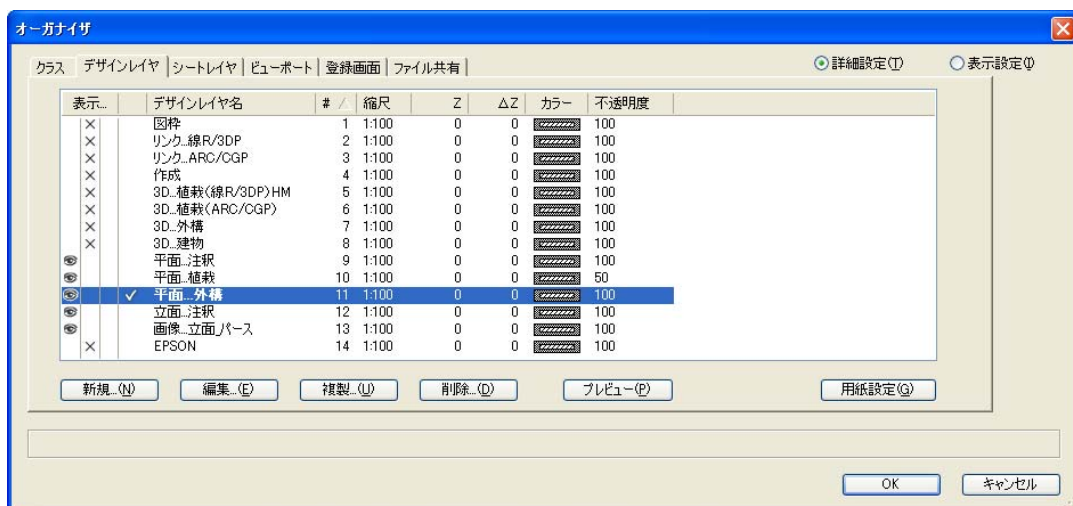 オーガナイザ
クラス デザインレイヤ シートレイヤ ビューポート 登録画面 ファイル共有 詳細設定(T) 表示設定(I)
表示... デザインレイヤ名 # 縮尺 Z ΔZ カラー 不透明度
図枠 1 1:100 0 0 100
リンク...線R/3DP 2 1:100 0 0 100
リンク...ARC/CGP 3 1:100 0 0 100
作成 4 1:100 0 0 100
3D...植栽(線R/3DP)HM 5 1:100 0 0 100
3D...植栽(ARC/CGP) 6 1:100 0 0 100
3D...外構 7 1:100 0 0 100
3D...建物 8 1:100 0 0 100
平面...注釈 9 1:100 0 0 100
平面...植栽 10 1:100 0 0 50
平面...外構 11 1:100 0 0 100
立面...注釈 12 1:100 0 0 100
画像...立面_パース 13 1:100 0 0 100
EPSON 14 1:100 0 0 100
新規...(N) 編集...(E) 複製...(U) 削除...(D) プレビュー(P) 用紙設定(G)
OK キャンセル